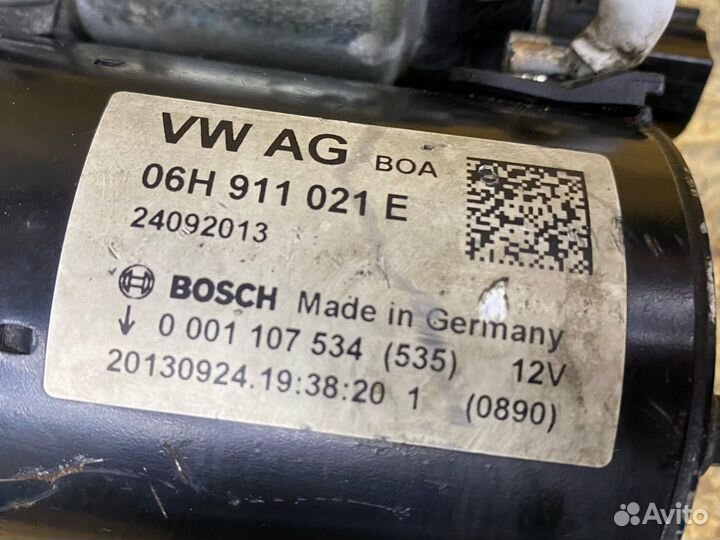 VW AG BOA
06H 911 021 E
24092013
BOSCH Made in Germany
↓ 0 001 107 534 (535) 12V
20130924.19:38:20 1 (0890)
Avito